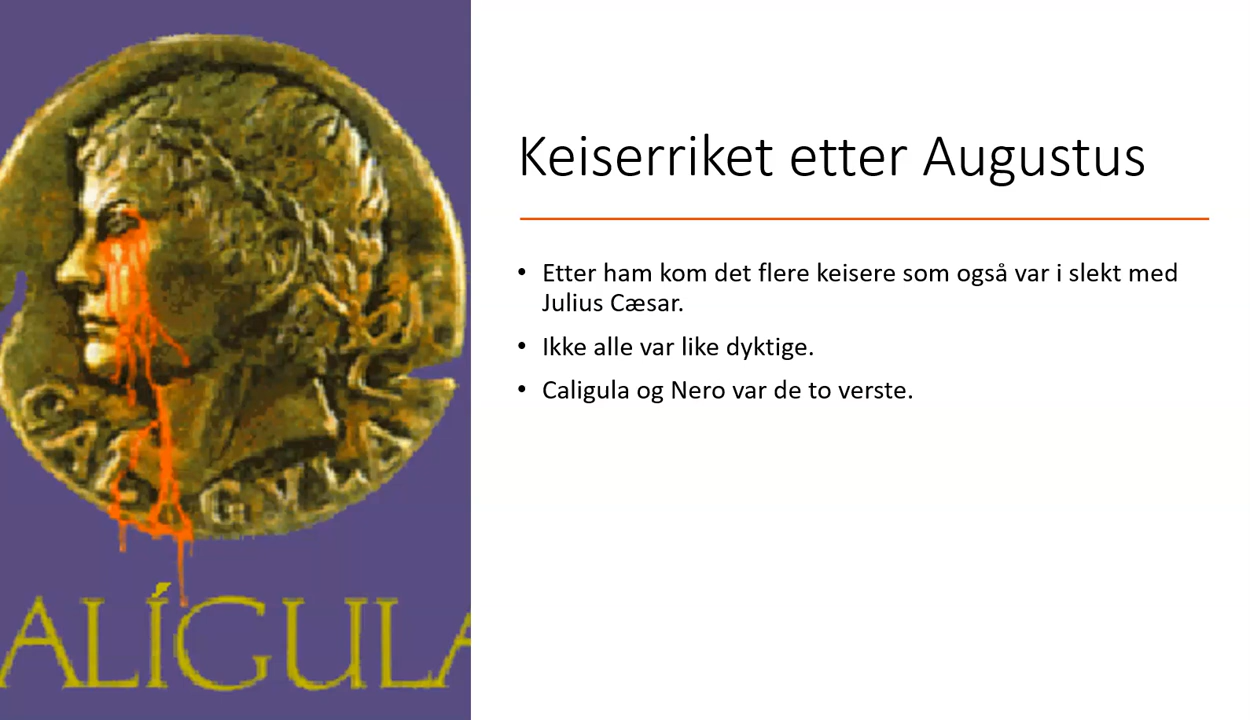 CALIGVLA
ALÍGULA
Keiserriket etter Augustus
• Etter ham kom det flere keisere som også var i slekt med
Julius Cæsar.
• Ikke alle var like dyktige.
• Caligula og Nero var de to verste.